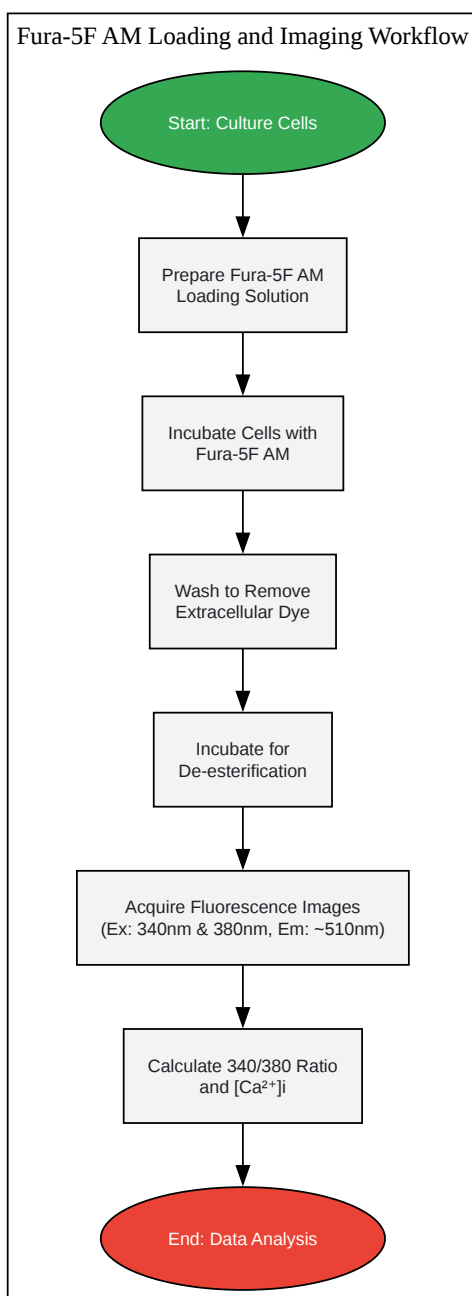 Fura-5F AM Loading and Imaging Workflow
Start: Culture Cells
Prepare Fura-5F AM
Loading Solution
Incubate Cells with
Fura-5F AM
Wash to Remove
Extracellular Dye
Incubate for
De-esterification
Acquire Fluorescence Images
(Ex: 340nm & 380nm, Em: ~510nm)
Calculate 340/380 Ratio
and [Ca²⁺]i
End: Data Analysis